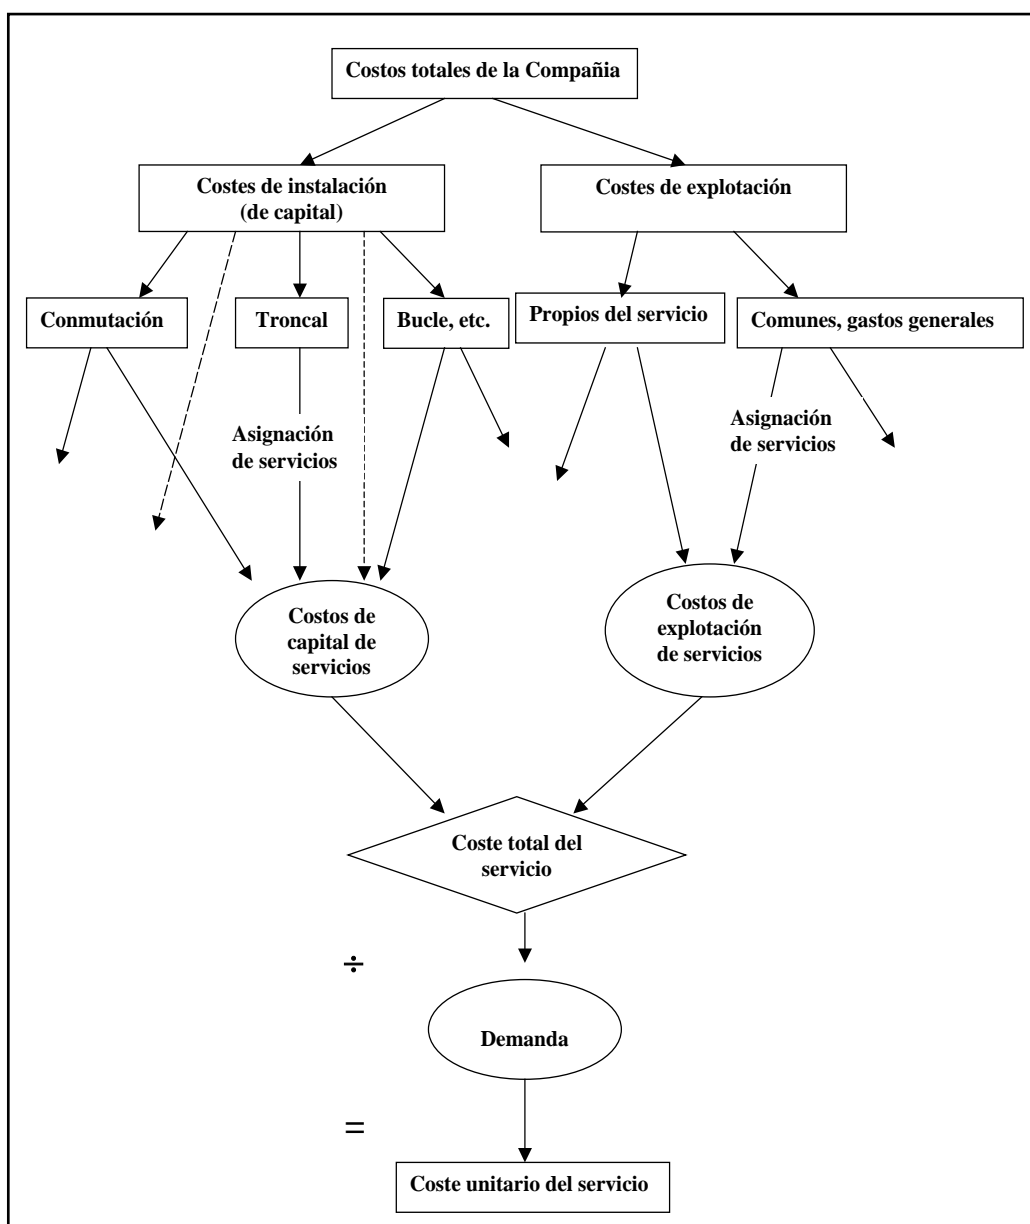 Costos totales de la Compañia
Costes de instalación
(de capital)
Costes de explotación
Conmutación
Troncal
Bucle, etc.
Propios del servicio
Comunes, gastos generales
Asignación
de servicios
Asignación
de servicios
Costos de
capital de
servicios
Costos de
explotación
de servicios
Coste total del
servicio
÷
Demanda
=
Coste unitario del servicio